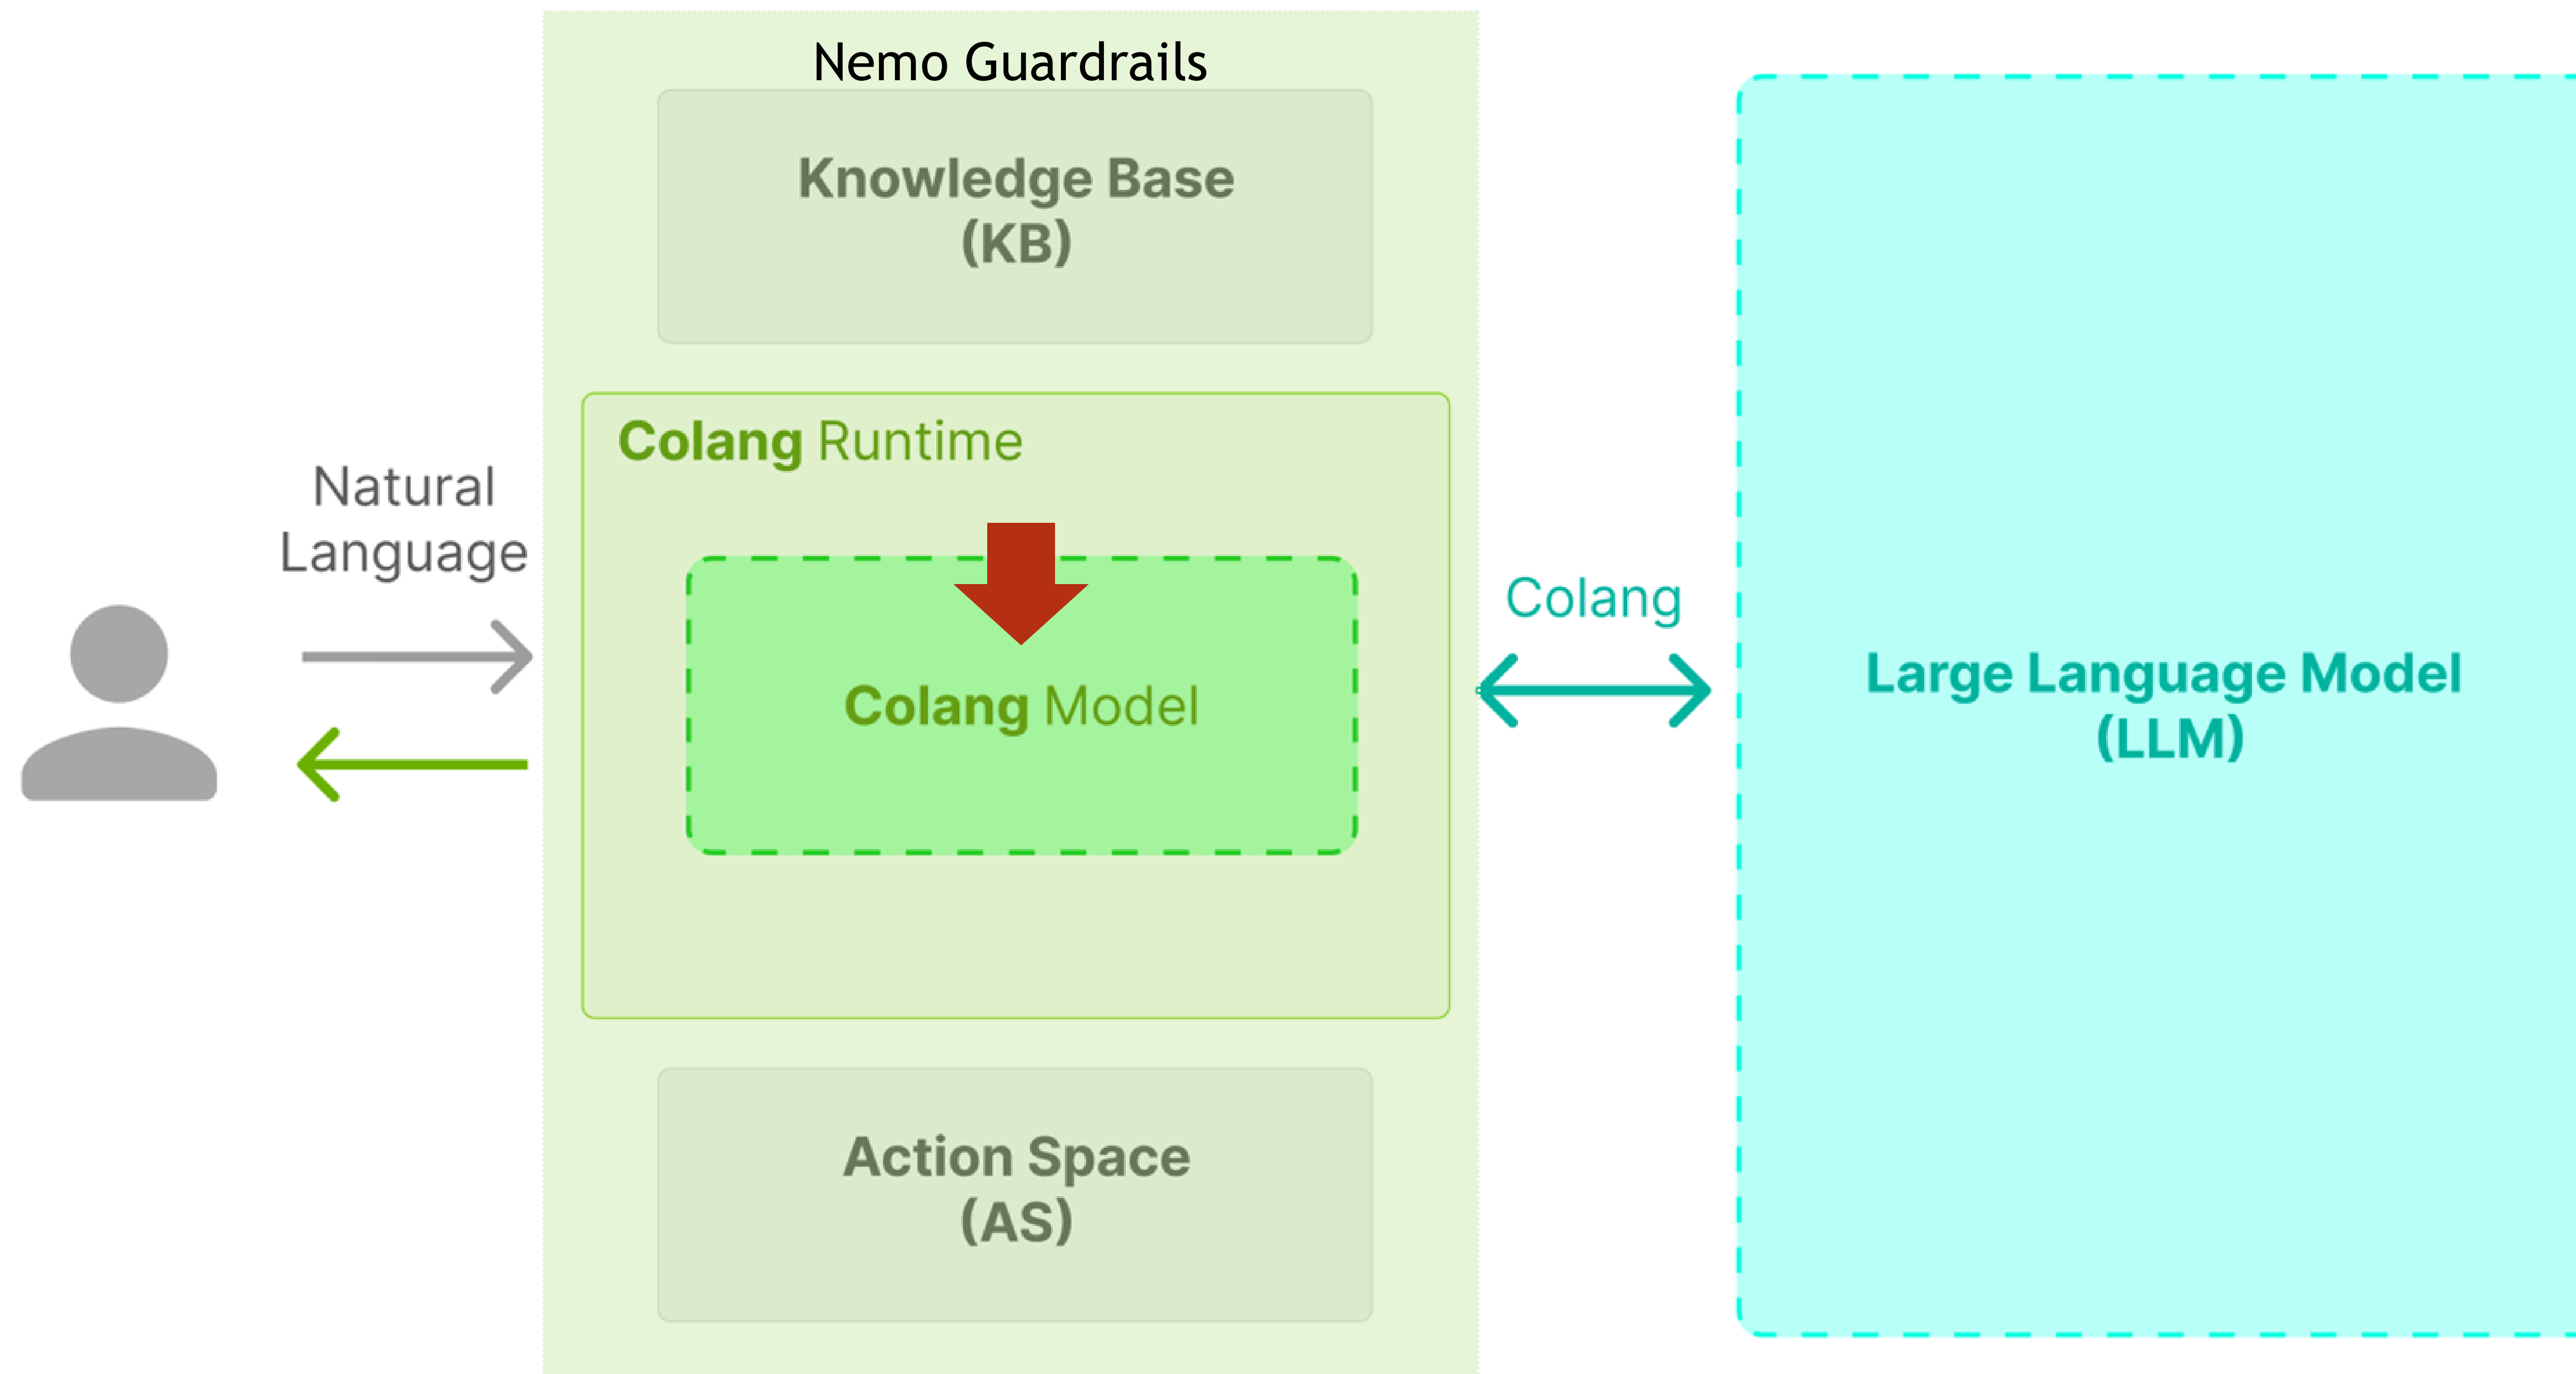 Nemo Guardrails
Knowledge Base
(KB)
Colang Runtime
Natural
Language
Colang Model
Colang
Large Language Model
(LLM)
Action Space
(AS)